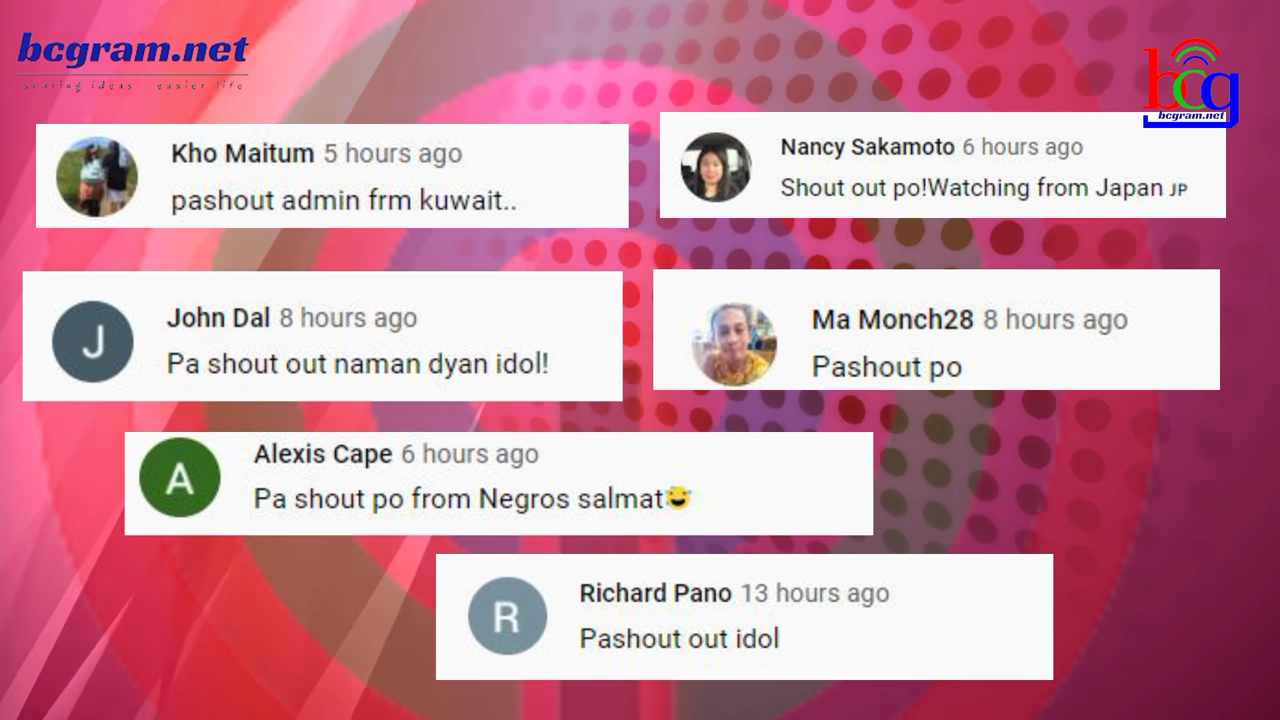 bcgram.net
sharing ideas . easier life
bcg
bcgram.net
Kho Maitum 5 hours ago
pashout admin frm kuwait..
Nancy Sakamoto 6 hours ago
Shout out po!Watching from Japan JP
John Dal 8 hours ago
Pa shout out naman dyan idol!
Ma Monch28 8 hours ago
Pashout po
Alexis Cape 6 hours ago
Pa shout po from Negros salmat😅
Richard Pano 13 hours ago
Pashout out idol
J
A
R